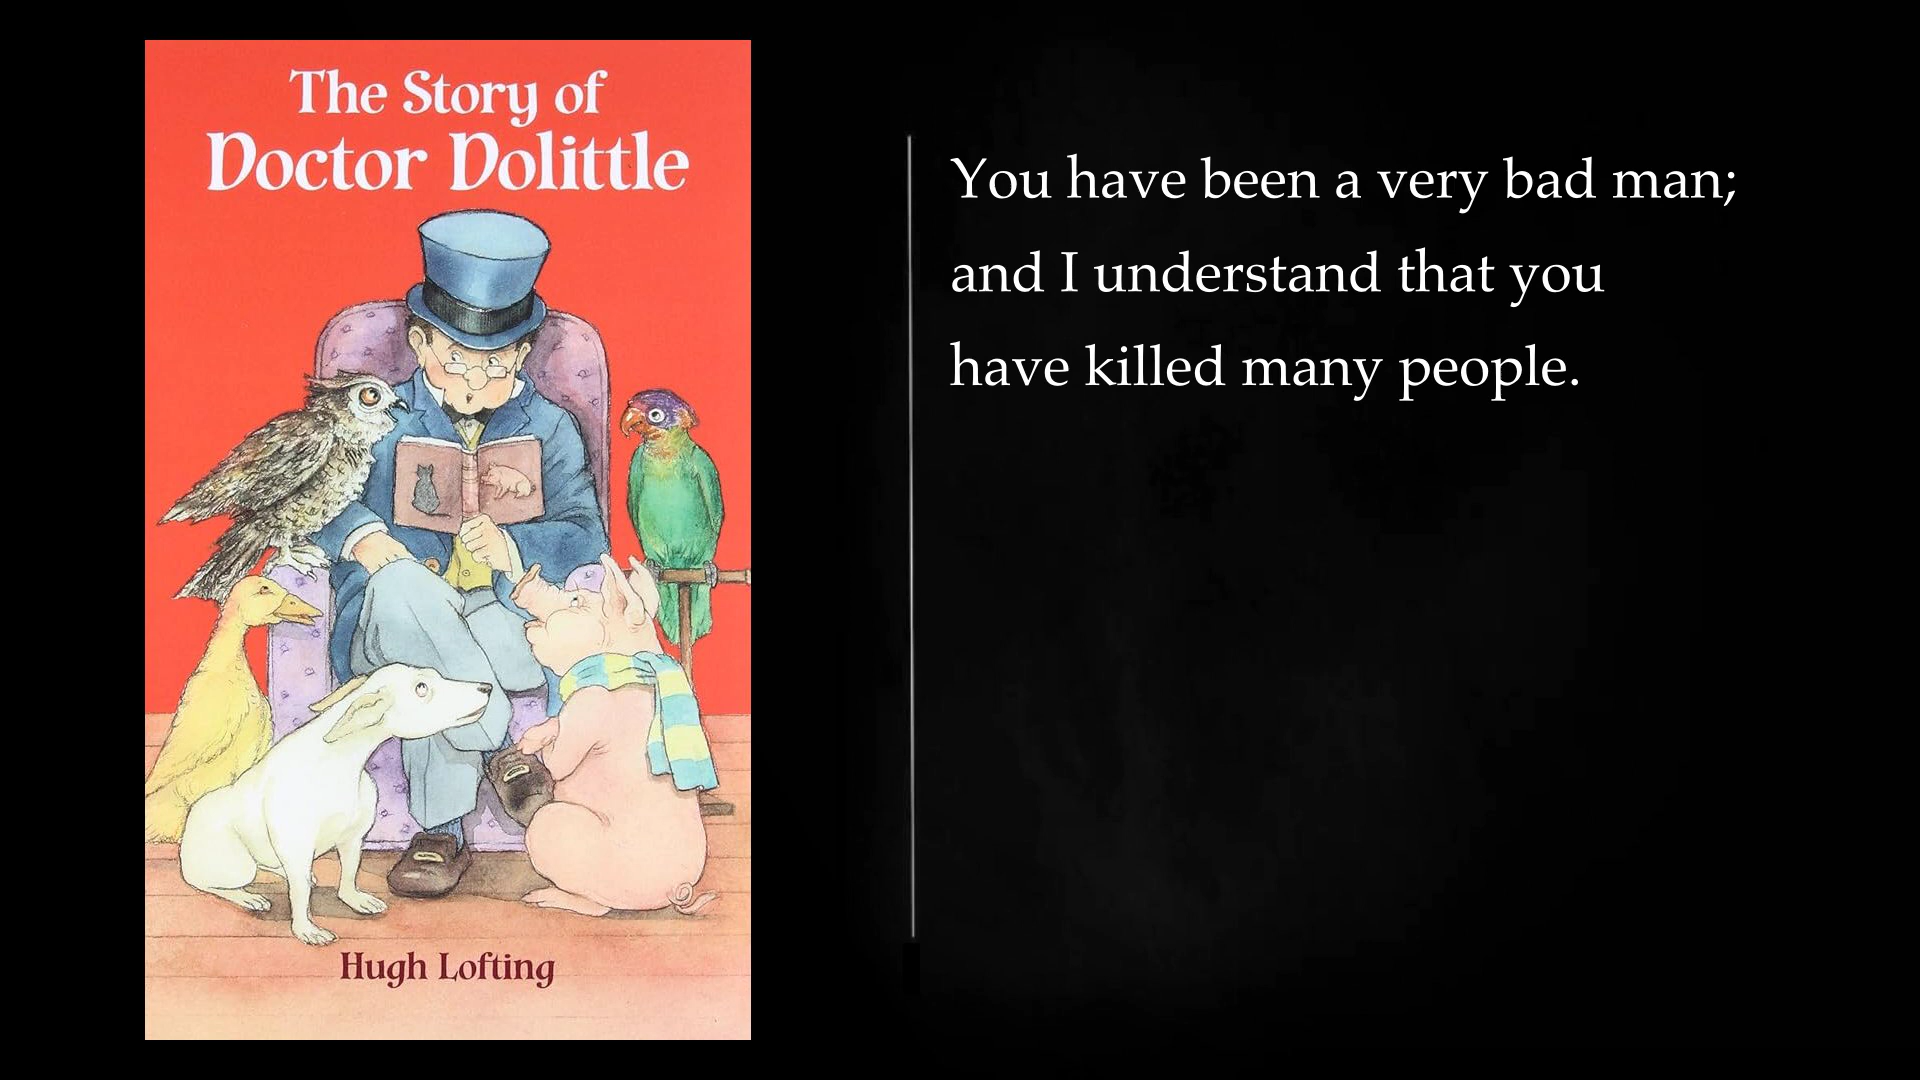 The Story of
Doctor Dolittle
Hugh Lofting
You have been a very bad man;
and I understand that you
have killed many people.